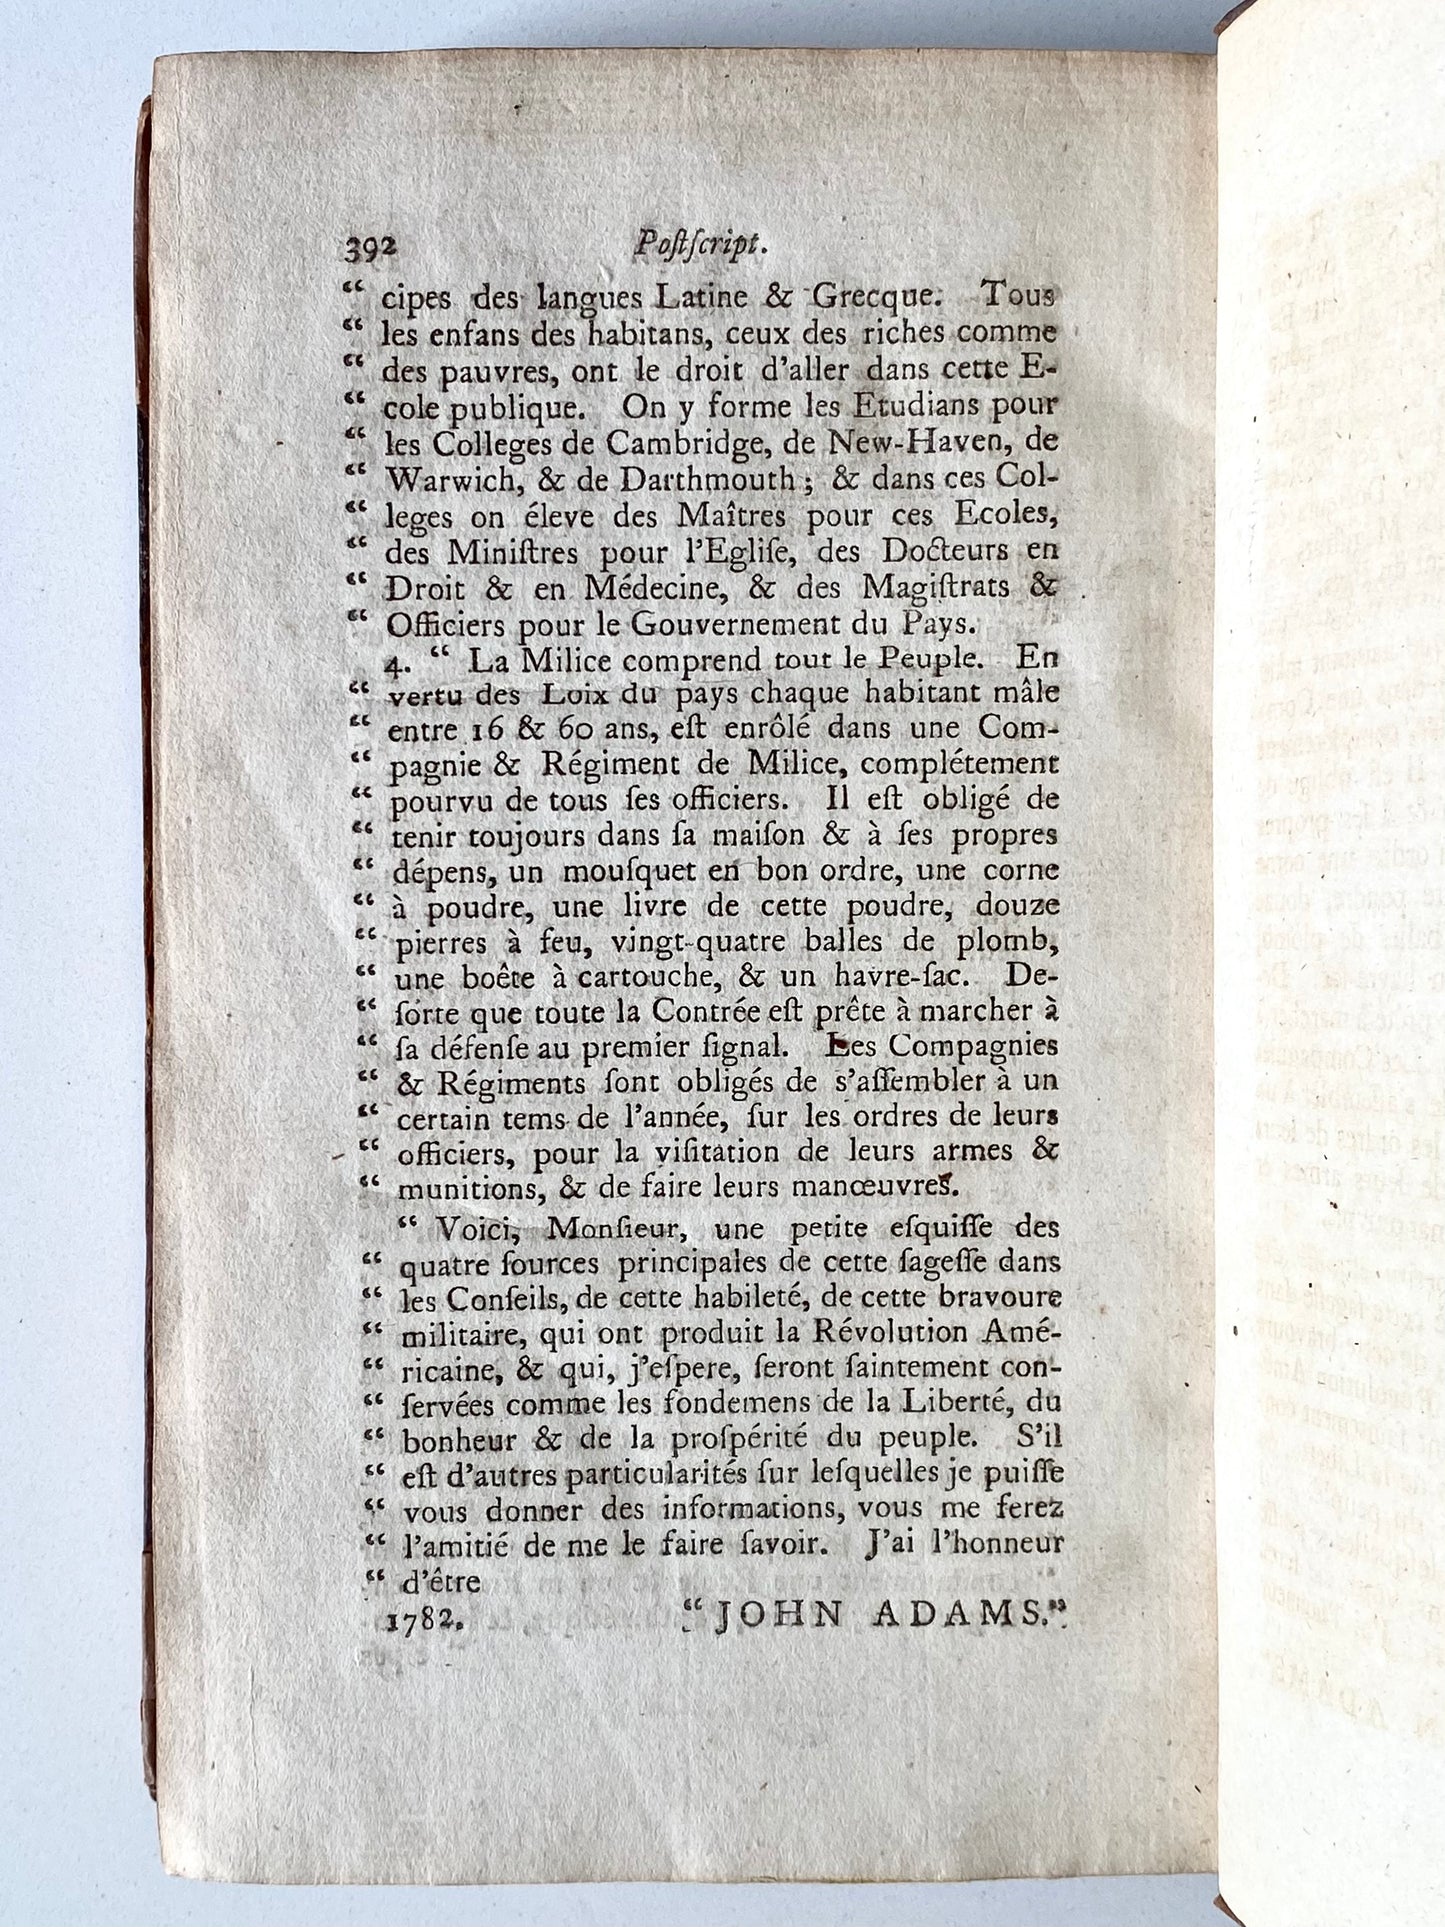 392 Poſtſcript.
“ cipes des langues Latine & Grecque. Tous
“ les enfans des habitans, ceux des riches comme
“ des pauvres, ont le droit d’aller dans cette E-
“ cole publique. On y forme les Etudians pour
“ les Colleges de Cambridge, de New-Haven, de
“ Warwich, & de Darthmouth; & dans ces Col-
“ leges on éleve des Maîtres pour ces Ecoles,
“ des Miniſtres pour l’Egliſe, des Docteurs en
“ Droit & en Médecine, & des Magiſtrats &
“ Officiers pour le Gouvernement du Pays.
4. “ La Milice comprend tout le Peuple. En
“ vertu des Loix du pays chaque habitant mâle
“ entre 16 & 60 ans, eſt enrôlé dans une Com-
“ pagnie & Régiment de Milice, complétement
“ pourvu de tous ſes officiers. Il eſt obligé de
“ tenir toujours dans ſa maiſon & à ſes propres
“ dépens, un mouſquet en bon ordre, une corne
“ à poudre, une livre de cette poudre, douze
“ pierres à feu, vingt-quatre balles de plomb,
“ une boête à cartouche, & un havre-ſac. De-
“ ſorte que toute la Contrée eſt prête à marcher à
“ ſa défenſe au premier ſignal. Les Compagnies
“ & Régiments ſont obligés de s’aſſembler à un
“ certain tems de l’année, ſur les ordres de leurs
“ officiers, pour la viſitation de leurs armes &
“ munitions, & de faire leurs manœuvres.
“ Voici, Monſieur, une petite eſquiſſe des
“ quatre ſources principales de cette ſageſſe dans
“ les Conſeils, de cette habileté, de cette bravoure
“ militaire, qui ont produit la Révolution Amé-
“ ricaine, & qui, j’eſpere, ſeront ſaintement con-
“ ſervées comme les fondemens de la Liberté, du
“ bonheur & de la proſpérité du peuple. S’il
“ eſt d’autres particularités ſur leſquelles je puiſſe
“ vous donner des informations, vous me ferez
“ l’amitié de me le faire ſavoir. J’ai l’honneur
“ d’être
1782. “ JOHN ADAMS.”